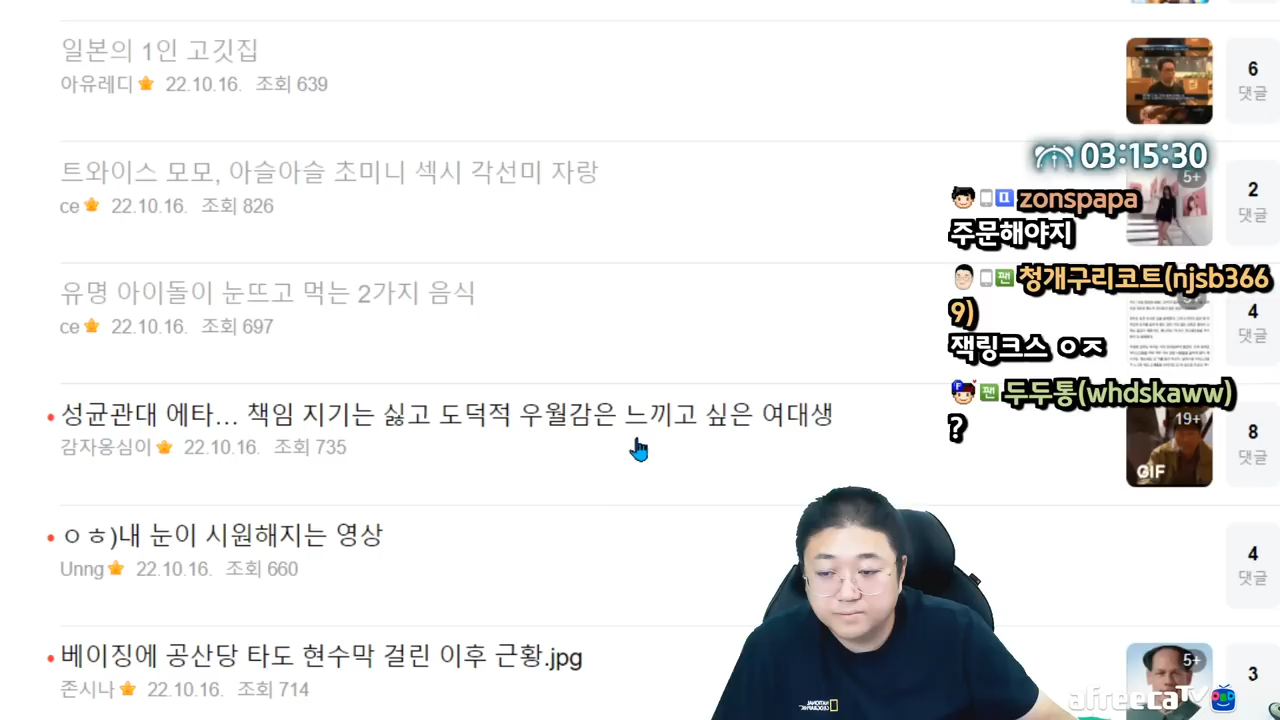 일본의 1인 고깃집
아유레디 22.10.16. 조회 639
6
댓글
트와이스 모모, 아슬아슬 초미니 섹시 각선미 자랑
ce 22.10.16. 조회 826
5+
2
댓글
유명 아이돌이 눈뜨고 먹는 2가지 음식
ce 22.10.16. 조회 697
4
댓글
성균관대 에타... 책임 지기는 싫고 도덕적 우월감은 느끼고 싶은 여대생
감자옹심이 22.10.16. 조회 735
19+
GIF
8
댓글
ㅇㅎ)내 눈이 시원해지는 영상
Unng 22.10.16. 조회 660
4
댓글
베이징에 공산당 타도 현수막 걸린 이후 근황.jpg
존시나 22.10.16. 조회 714
5+
3
댓글
03:15:30
zonspapa
주문해야지
팬 청개구리코트(njsb366
9)
잭링크스 ㅇㅈ
팬 두두통(whdskaww)
?
NATIONAL
GEOGRAPHIC
afreecaTV